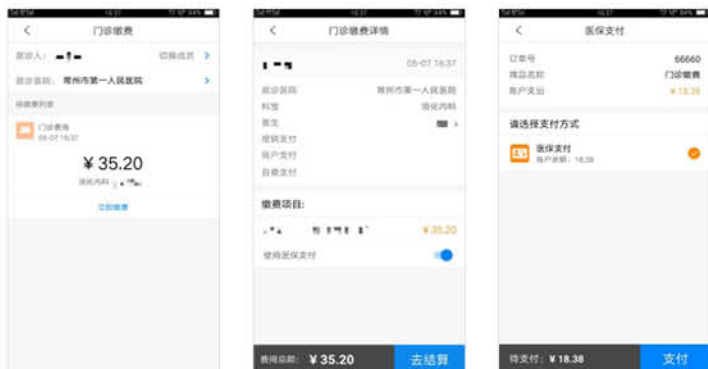 门诊缴费
就诊人：
切换成员 >
就诊医院： 常州市第一人民医院 >
待缴费列表
门诊费用
05-07 16:37
¥ 35.20
消化内科
立即缴费
门诊缴费详情
05-07 16:37
就诊医院 常州市第一人民医院
科室 消化内科
医生
统筹支付
账户支付
自费支付
缴费项目:
¥ 35.20
使用医保支付
费用总额: ¥ 35.20 去结算
医保支付
订单号 66660
商品名称 门诊缴费
账户支出 ¥ 18.38
请选择支付方式
医保支付
账户余额：18.38
待支付: ¥ 18.38 支付